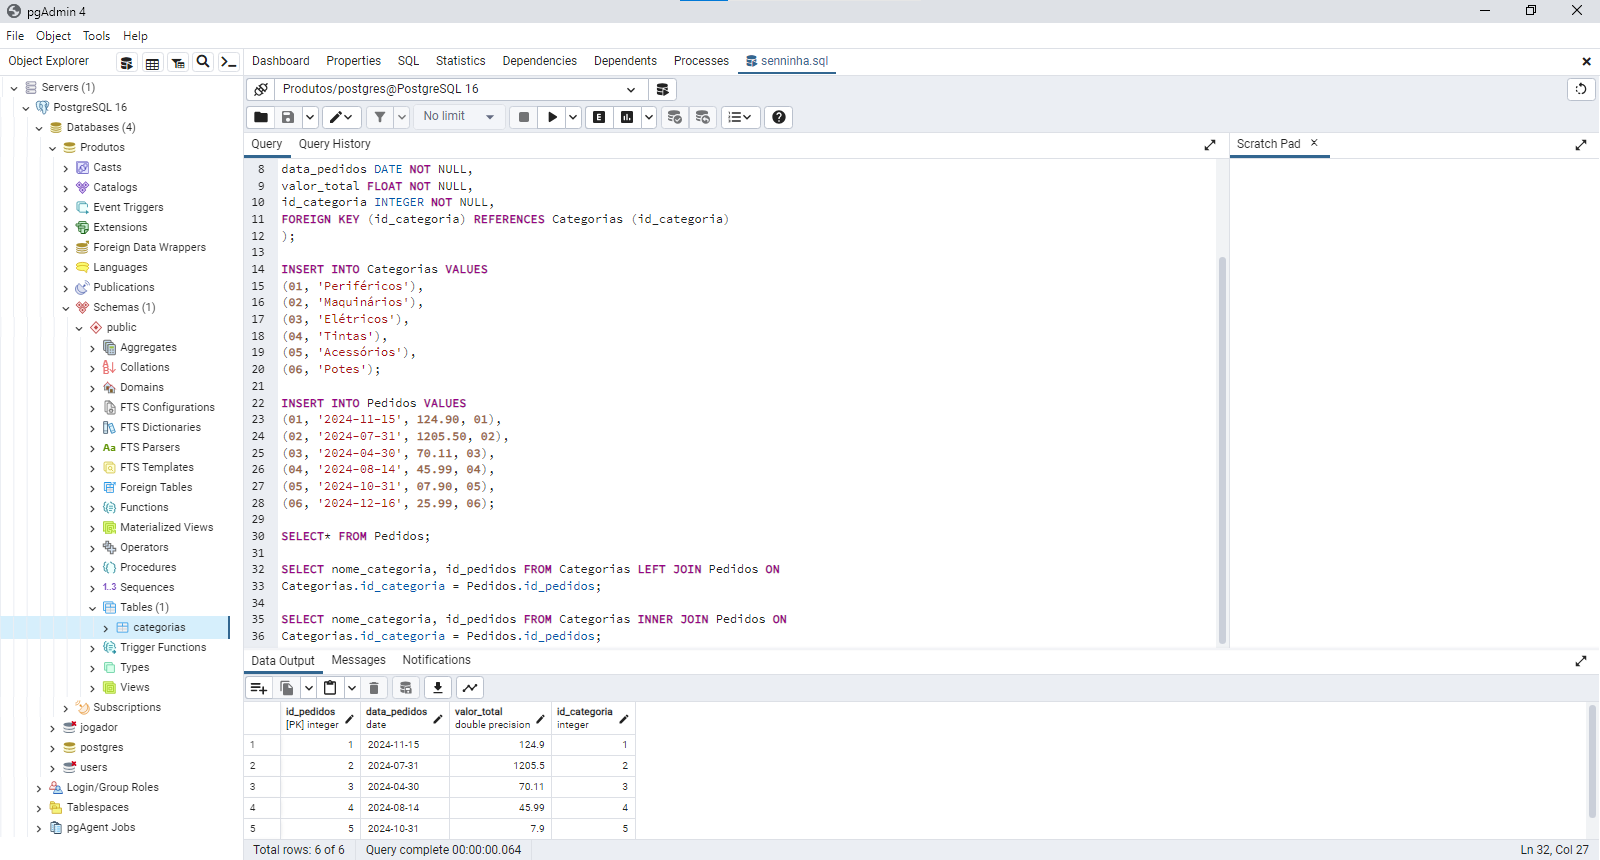 pgAdmin 4
File Object Tools Help
Object Explorer
Dashboard Properties SQL Statistics Dependencies Dependents Processes senninha.sql
Servers (1)
PostgreSQL 16
Databases (4)
Produtos
Casts
Catalogs
Event Triggers
Extensions
Foreign Data Wrappers
Languages
Publications
Schemas (1)
public
Aggregates
Collations
Domains
FTS Configurations
FTS Dictionaries
Aa FTS Parsers
FTS Templates
Foreign Tables
Functions
Materialized Views
Operators
Procedures
1..3 Sequences
Tables (1)
categorias
Trigger Functions
Types
Views
Subscriptions
jogador
postgres
users
Login/Group Roles
Tablespaces
pgAgent Jobs
Produtos/postgres@PostgreSQL 16
No limit
E
Query Query History
Scratch Pad
8 data_pedidos DATE NOT NULL,
9 valor_total FLOAT NOT NULL,
10 id_categoria INTEGER NOT NULL,
11 FOREIGN KEY (id_categoria) REFERENCES Categorias (id_categoria)
12 );
13
14 INSERT INTO Categorias VALUES
15 (01, 'Periféricos'),
16 (02, 'Maquinários'),
17 (03, 'Elétricos'),
18 (04, 'Tintas'),
19 (05, 'Acessórios'),
20 (06, 'Potes');
21
22 INSERT INTO Pedidos VALUES
23 (01, '2024-11-15', 124.90, 01),
24 (02, '2024-07-31', 1205.50, 02),
25 (03, '2024-04-30', 70.11, 03),
26 (04, '2024-08-14', 45.99, 04),
27 (05, '2024-10-31', 07.90, 05),
28 (06, '2024-12-16', 25.99, 06);
29
30 SELECT* FROM Pedidos;
31
32 SELECT nome_categoria, id_pedidos FROM Categorias LEFT JOIN Pedidos ON
33 Categorias.id_categoria = Pedidos.id_pedidos;
34
35 SELECT nome_categoria, id_pedidos FROM Categorias INNER JOIN Pedidos ON
36 Categorias.id_categoria = Pedidos.id_pedidos;
Data Output Messages Notifications
id_pedidos data_pedidos valor_total id_categoria
[PK] integer date double precision integer
1 1 2024-11-15 124.9 1
2 2 2024-07-31 1205.5 2
3 3 2024-04-30 70.11 3
4 4 2024-08-14 45.99 4
5 5 2024-10-31 7.9 5
Total rows: 6 of 6 Query complete 00:00:00.064 Ln 32, Col 27